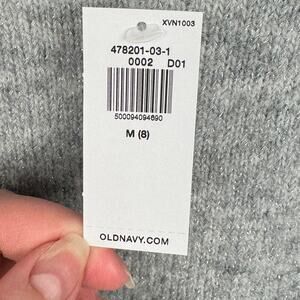 XVN1003
478201-03-1
0002 D01
500094094690
M (8)
OLDNAVY.COM